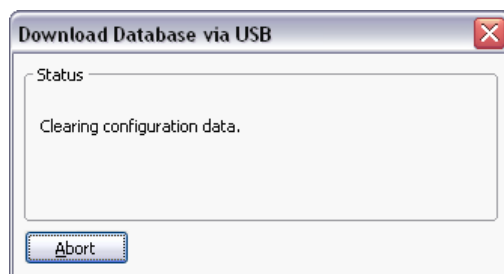 Download Database via USB
Status
Clearing configuration data.
Abort